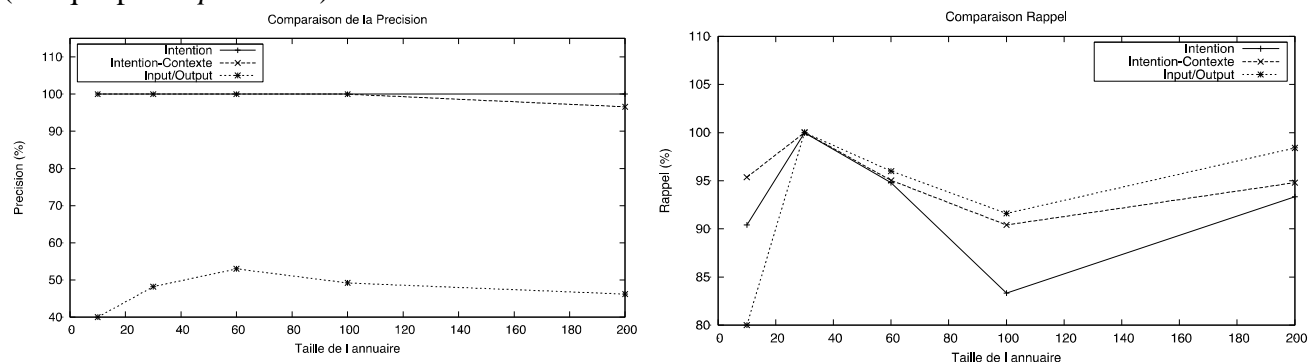 Comparaison de la Precision
Intention
Intention-Contexte
Input/Output
110
100
90
80
70
60
50
40
0 20 40 60 80 100 120 140 160 180 200
Precision (%)
Taille de l annuaire
Comparaison Rappel
Intention
Intention-Contexte
Input/Output
110
105
100
95
90
85
80
0 20 40 60 80 100 120 140 160 180 200
Rappel (%)
Taille de l annuaire